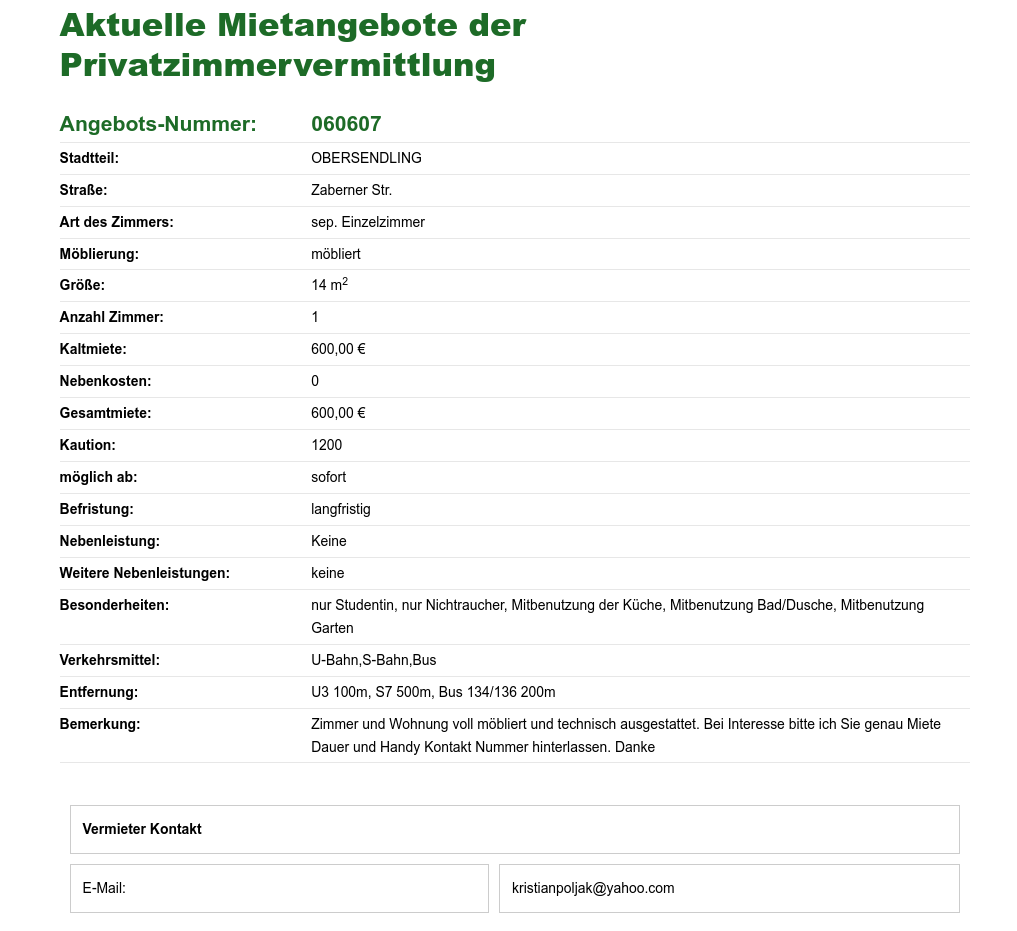 Aktuelle Mietangebote der
Privatzimmervermittlung
Angebots-Nummer: 060607
Stadtteil: OBERSENDLING
Straße: Zaberner Str.
Art des Zimmers: sep. Einzelzimmer
Möblierung: möbliert
Größe: 14 m²
Anzahl Zimmer: 1
Kaltmiete: 600,00 €
Nebenkosten: 0
Gesamtmiete: 600,00 €
Kaution: 1200
möglich ab: sofort
Befristung: langfristig
Nebenleistung: Keine
Weitere Nebenleistungen: keine
Besonderheiten: nur Studentin, nur Nichtraucher, Mitbenutzung der Küche, Mitbenutzung Bad/Dusche, Mitbenutzung
Garten
Verkehrsmittel: U-Bahn,S-Bahn,Bus
Entfernung: U3 100m, S7 500m, Bus 134/136 200m
Bemerkung: Zimmer und Wohnung voll möbliert und technisch ausgestattet. Bei Interesse bitte ich Sie genau Miete
Dauer und Handy Kontakt Nummer hinterlassen. Danke
Vermieter Kontakt
E-Mail: kristianpoljak@yahoo.com